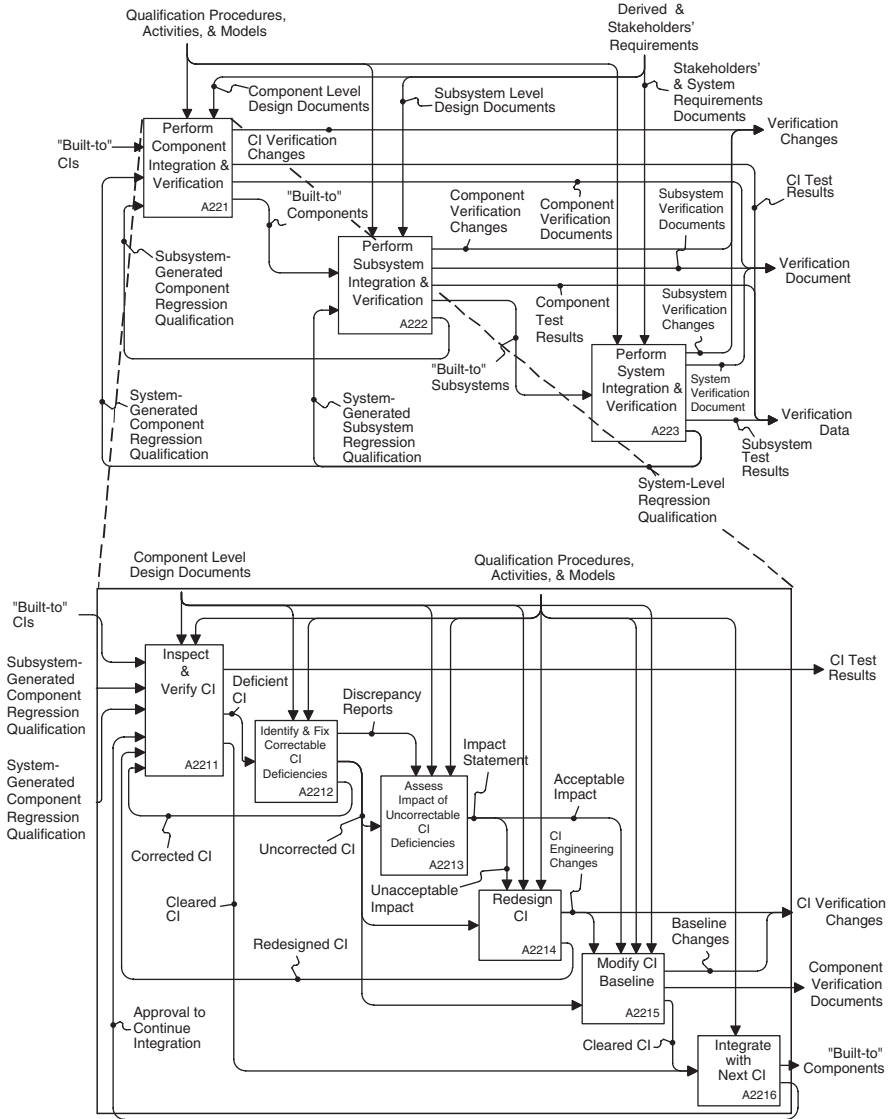 Qualification Procedures,
Activities, & Models
Derived &
Stakeholders'
Requirements
Component Level
Design Documents
Subsystem Level
Design Documents
Stakeholders'
& System
Requirements
Documents
Verification
Changes
"Built-to"
CIs
Perform
Component
Integration &
Verification
A221
CI Verification
Changes
CI Test
Results
"Built-to"
Components
Component
Verification
Changes
Component
Verification
Documents
Subsystem
Verification
Documents
Subsystem-
Generated
Component
Regression
Qualification
Perform
Subsystem
Integration &
Verification
A222
Verification
Document
Component
Test
Results
Subsystem
Verification
Changes
"Built-to"
Subsystems
Perform
System
Integration &
Verification
A223
System
Verification
Document
System-
Generated
Component
Regression
Qualification
System-
Generated
Subsystem
Regression
Qualification
Verification
Data
Subsystem
Test
Results
System-Level
Reqression
Qualification
Component Level
Design Documents
Qualification Procedures,
Activities, & Models
"Built-to"
CIs
Subsystem-
Generated
Component
Regression
Qualification
System-
Generated
Component
Regression
Qualification
Inspect
&
Verify CI
A2211
Deficient
CI
CI Test
Results
Identify & Fix
Correctable
CI
Deficiencies
A2212
Discrepancy
Reports
Assess
Impact of
Uncorrectable
CI
Deficiencies
A2213
Impact
Statement
Acceptable
Impact
Corrected CI
Uncorrected CI
CI
Engineering
Changes
Unacceptable
Impact
Cleared
CI
Redesign
CI
A2214
CI Verification
Changes
Baseline
Changes
Redesigned CI
Modify CI
Baseline
A2215
Component
Verification
Documents
Approval to
Continue
Integration
Cleared CI
Integrate
with
Next CI
A2216
"Built-to"
Components